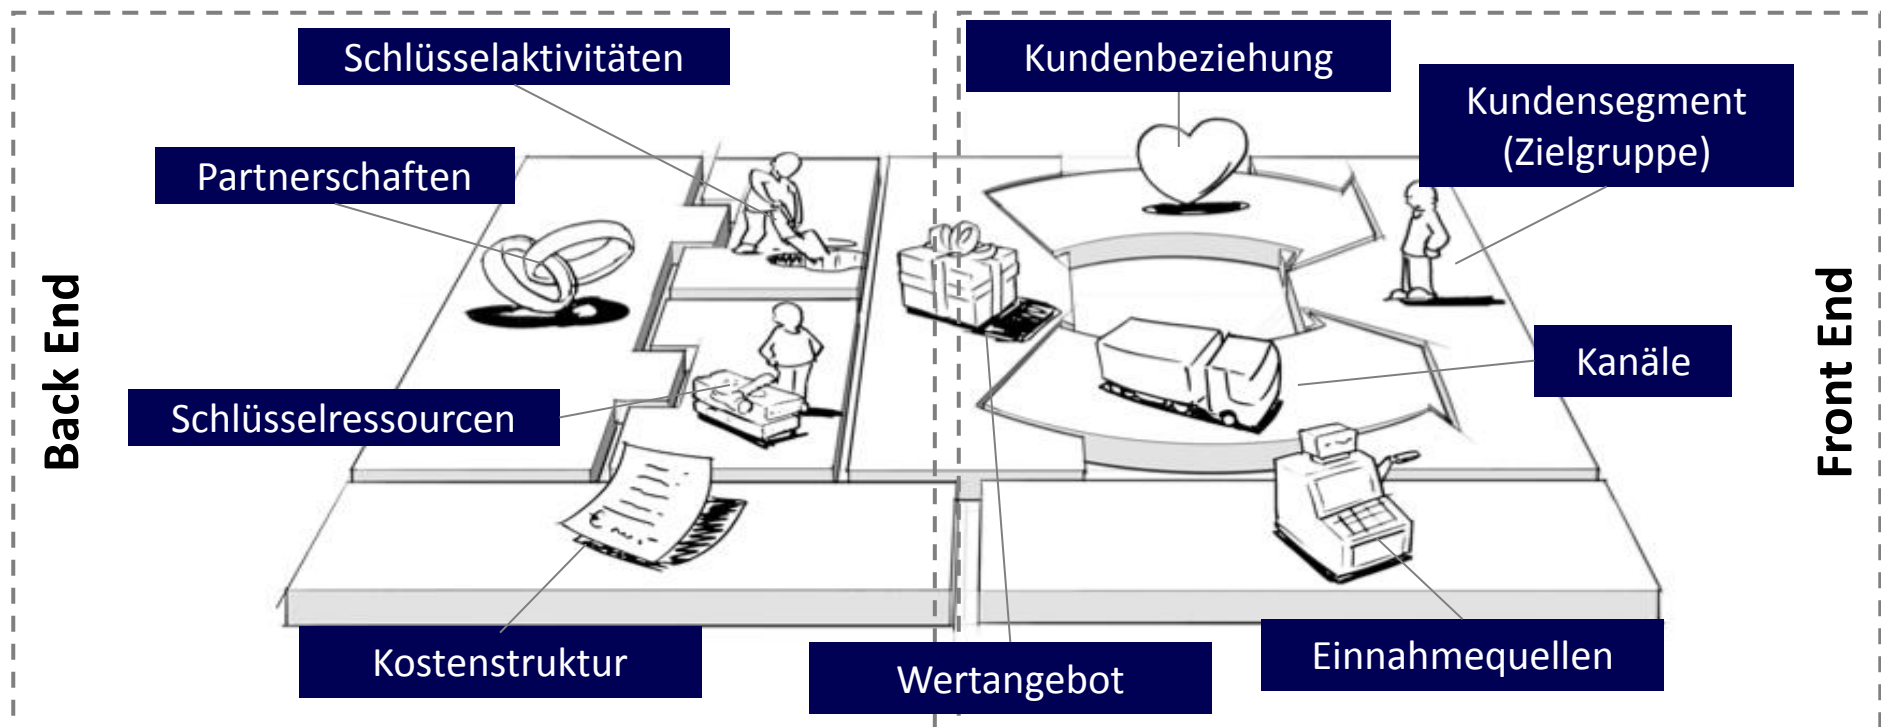 Schlüsselaktivitäten
Kundenbeziehung
Kundensegment
(Zielgruppe)
Partnerschaften
Back End
Front End
Kanäle
Schlüsselressourcen
Kostenstruktur
Wertangebot
Einnahmequellen